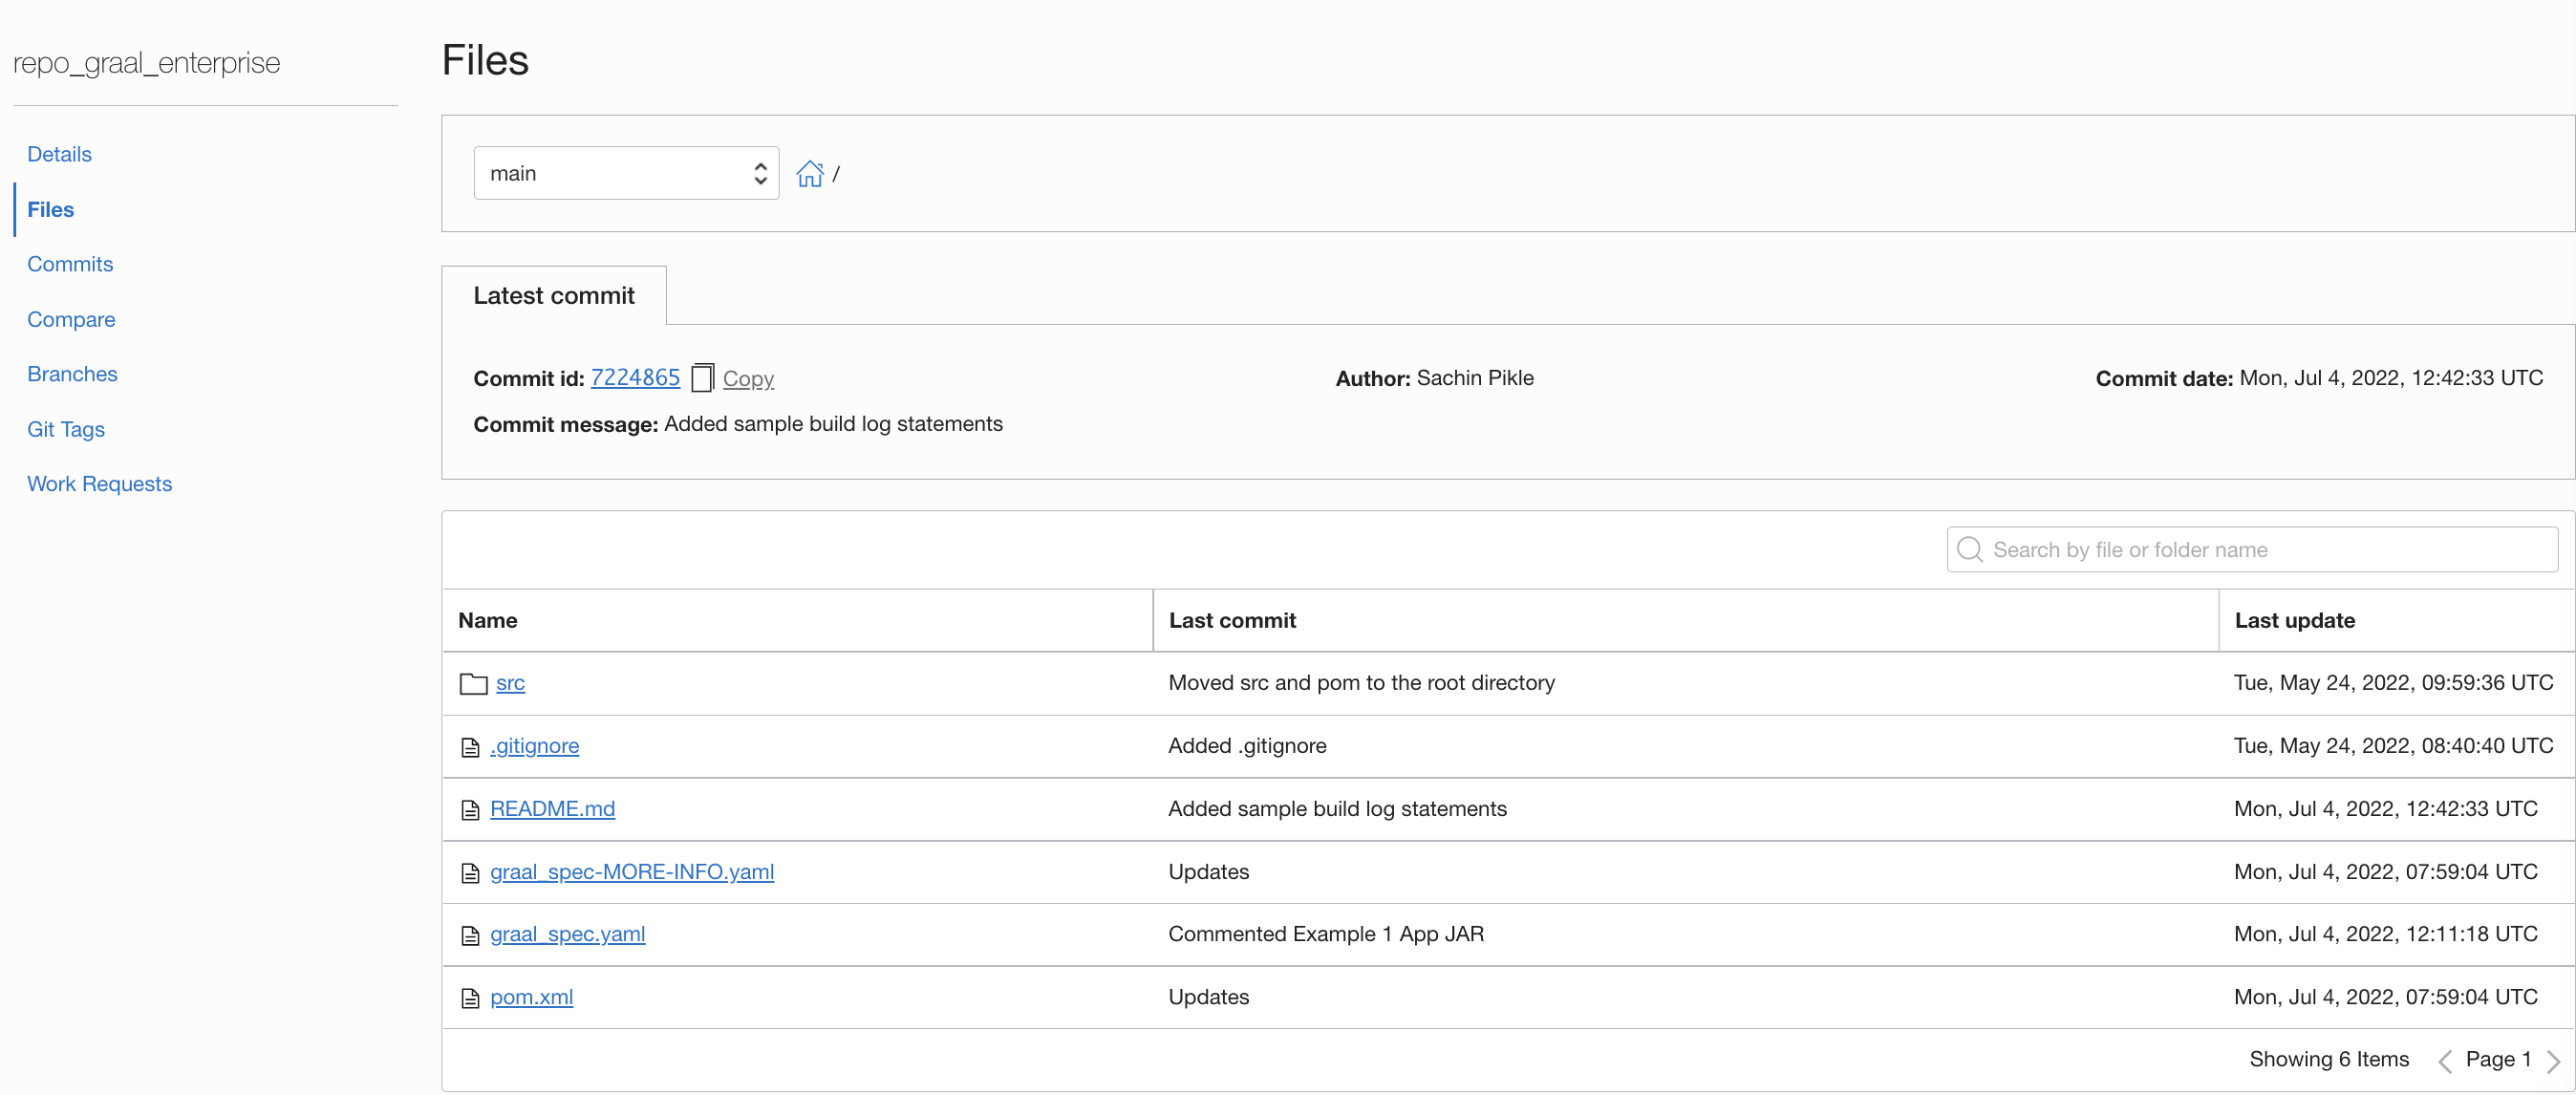 repo_graal_enterprise
Details
Files
Commits
Compare
Branches
Git Tags
Work Requests
Files
main /
Latest commit
Commit id: 7224865 Copy Author: Sachin Pikle Commit date: Mon, Jul 4, 2022, 12:42:33 UTC
Commit message: Added sample build log statements
Search by file or folder name
Name Last commit Last update
src Moved src and pom to the root directory Tue, May 24, 2022, 09:59:36 UTC
.gitignore Added .gitignore Tue, May 24, 2022, 08:40:40 UTC
README.md Added sample build log statements Mon, Jul 4, 2022, 12:42:33 UTC
graal_spec-MORE-INFO.yaml Updates Mon, Jul 4, 2022, 07:59:04 UTC
graal_spec.yaml Commented Example 1 App JAR Mon, Jul 4, 2022, 12:11:18 UTC
pom.xml Updates Mon, Jul 4, 2022, 07:59:04 UTC
Showing 6 Items Page 1